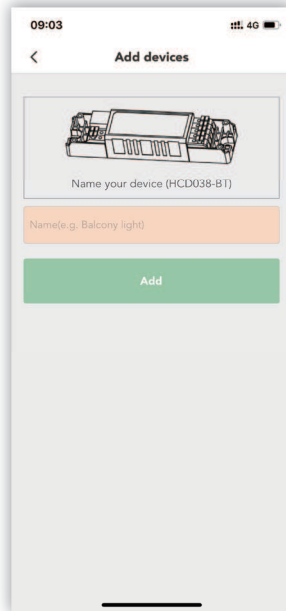 09:03
4G
Add devices
Name your device (HCD038-BT)
Name(e.g. Balcony light)
Add